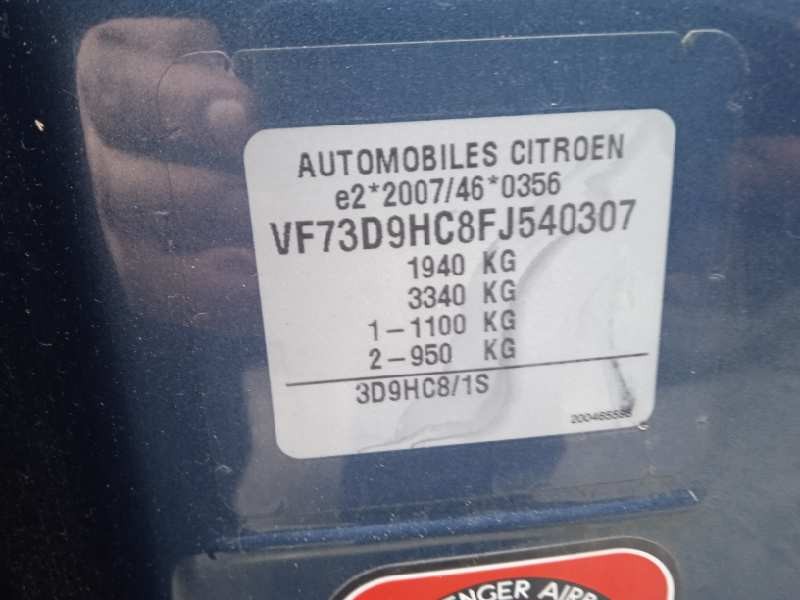 AUTOMOBILES CITROEN
e2*2007/46*0356
VF73D9HC8FJ540307
1940 KG
3340 KG
1-1100 KG
2-950 KG
3D9HC8/1S